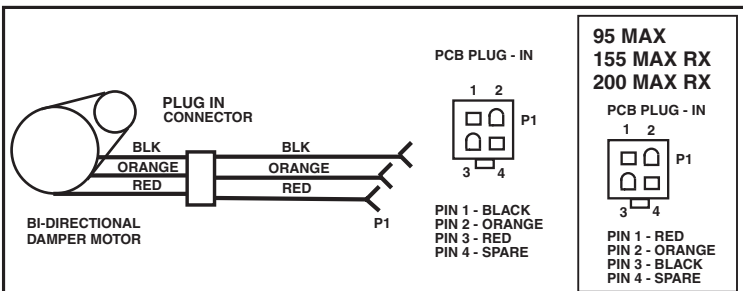 PLUG IN
CONNECTOR
BLK
ORANGE
RED
BLK
ORANGE
RED
P1
BI-DIRECTIONAL
DAMPER MOTOR
PCB PLUG - IN
1 2
P1
3 4
PIN 1 - BLACK
PIN 2 - ORANGE
PIN 3 - RED
PIN 4 - SPARE
95 MAX
155 MAX RX
200 MAX RX
PCB PLUG - IN
1 2
P1
3 4
PIN 1 - RED
PIN 2 - ORANGE
PIN 3 - BLACK
PIN 4 - SPARE